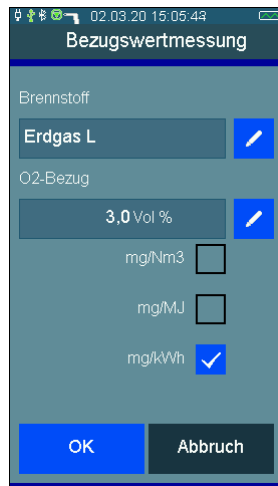 02.03.20 15:05:43
Bezugswertmessung
Brennstoff
Erdgas L
O2-Bezug
3,0 Vol %
mg/Nm3
mg/MJ
mg/kWh
OK Abbruch